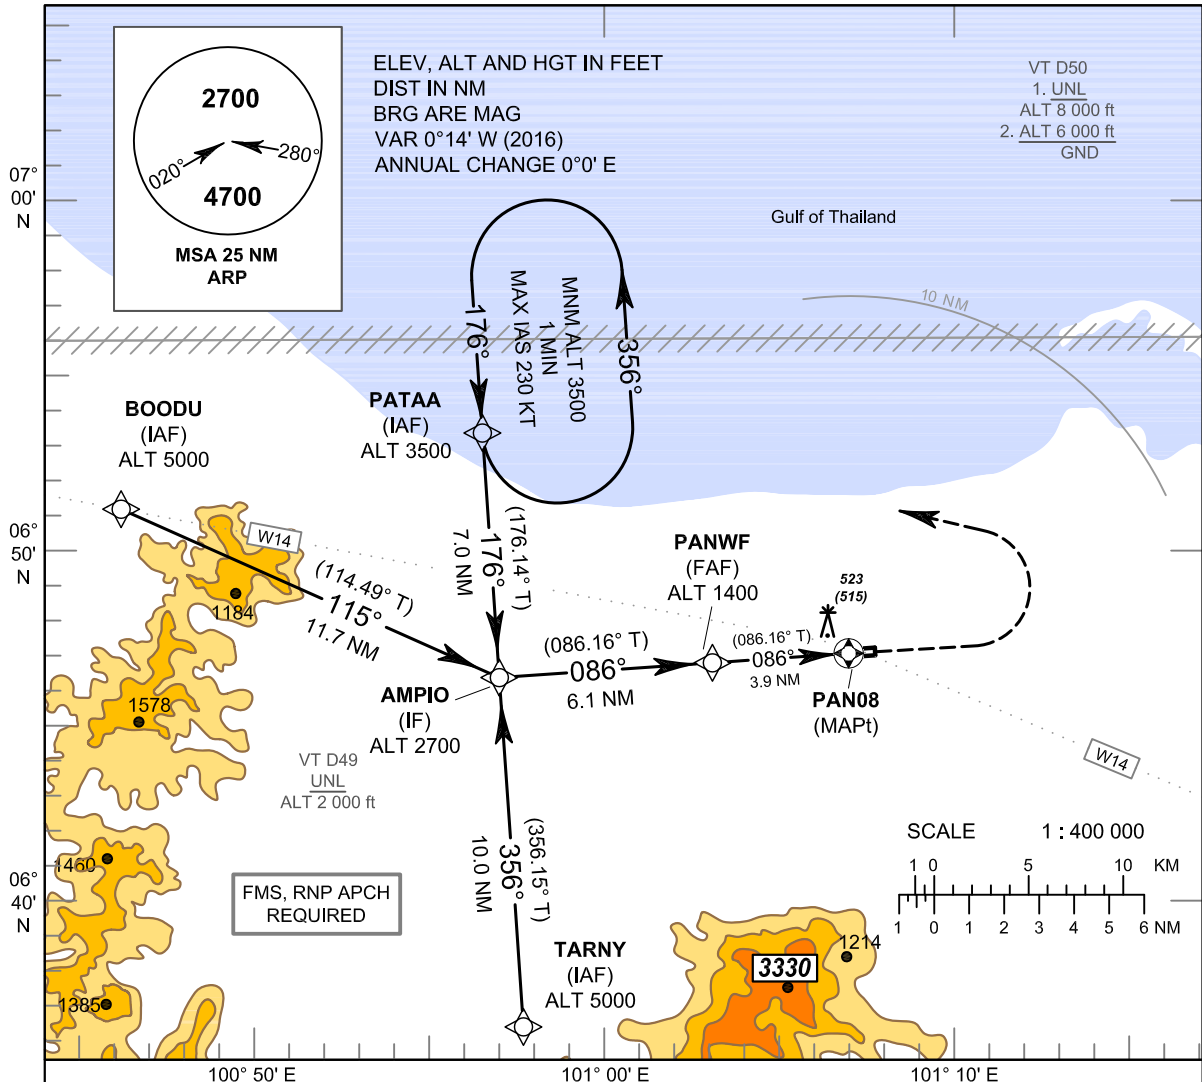 2700
020°
280°
4700
MSA 25 NM
ARP
ELEV, ALT AND HGT IN FEET
DIST IN NM
BRG ARE MAG
VAR 0°14' W (2016)
ANNUAL CHANGE 0°0' E
VT D50
1. UNL
ALT 8 000 ft
2. ALT 6 000 ft
GND
07°
00'
N
Gulf of Thailand
10 NM
176°
MNM ALT 3500
1 MIN
MAX IAS 230 KT
356°
PATAA
(IAF)
ALT 3500
BOODU
(IAF)
ALT 5000
06°
50'
N
W14
(176.14° T)
176°
7.0 NM
PANWF
(FAF)
ALT 1400
523
(515)
(114.49° T)
115°
11.7 NM
1184
(086.16° T)
086°
6.1 NM
(086.16° T)
086°
3.9 NM
AMPIO
(IF)
ALT 2700
PAN08
(MAPt)
1578
VT D49
UNL
ALT 2 000 ft
W14
SCALE 1 : 400 000
1 0 5 10 KM
1 0 1 2 3 4 5 6 NM
(356.15° T)
356°
10.0 NM
1460
06°
40'
N
FMS, RNP APCH
REQUIRED
TARNY
(IAF)
ALT 5000
1214
3330
1385
100° 50' E
101° 00' E
101° 10' E